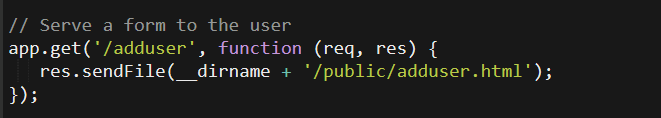 // Serve a form to the user
app.get('/adduser', function (req, res) {
   res.sendFile(__dirname + '/public/adduser.html');
});